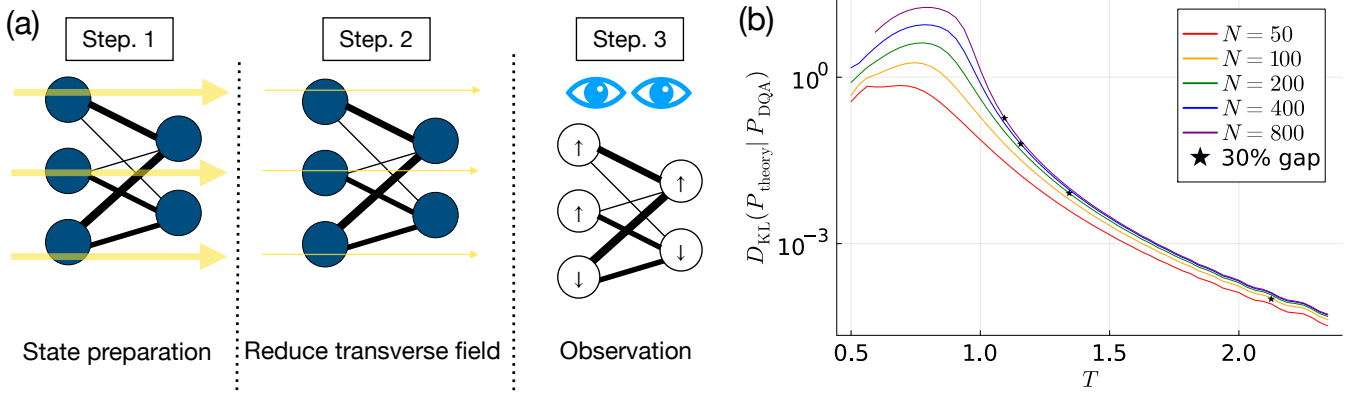 (a)
Step. 1
Step. 2
Step. 3
↑
↑
↑
↓
↓
State preparation
Reduce transverse field
Observation
(b)
D_KL(P_theory| P_DQA)
10^0
10^-3
0.5
1.0
1.5
2.0
T
N = 50
N = 100
N = 200
N = 400
N = 800
★ 30% gap